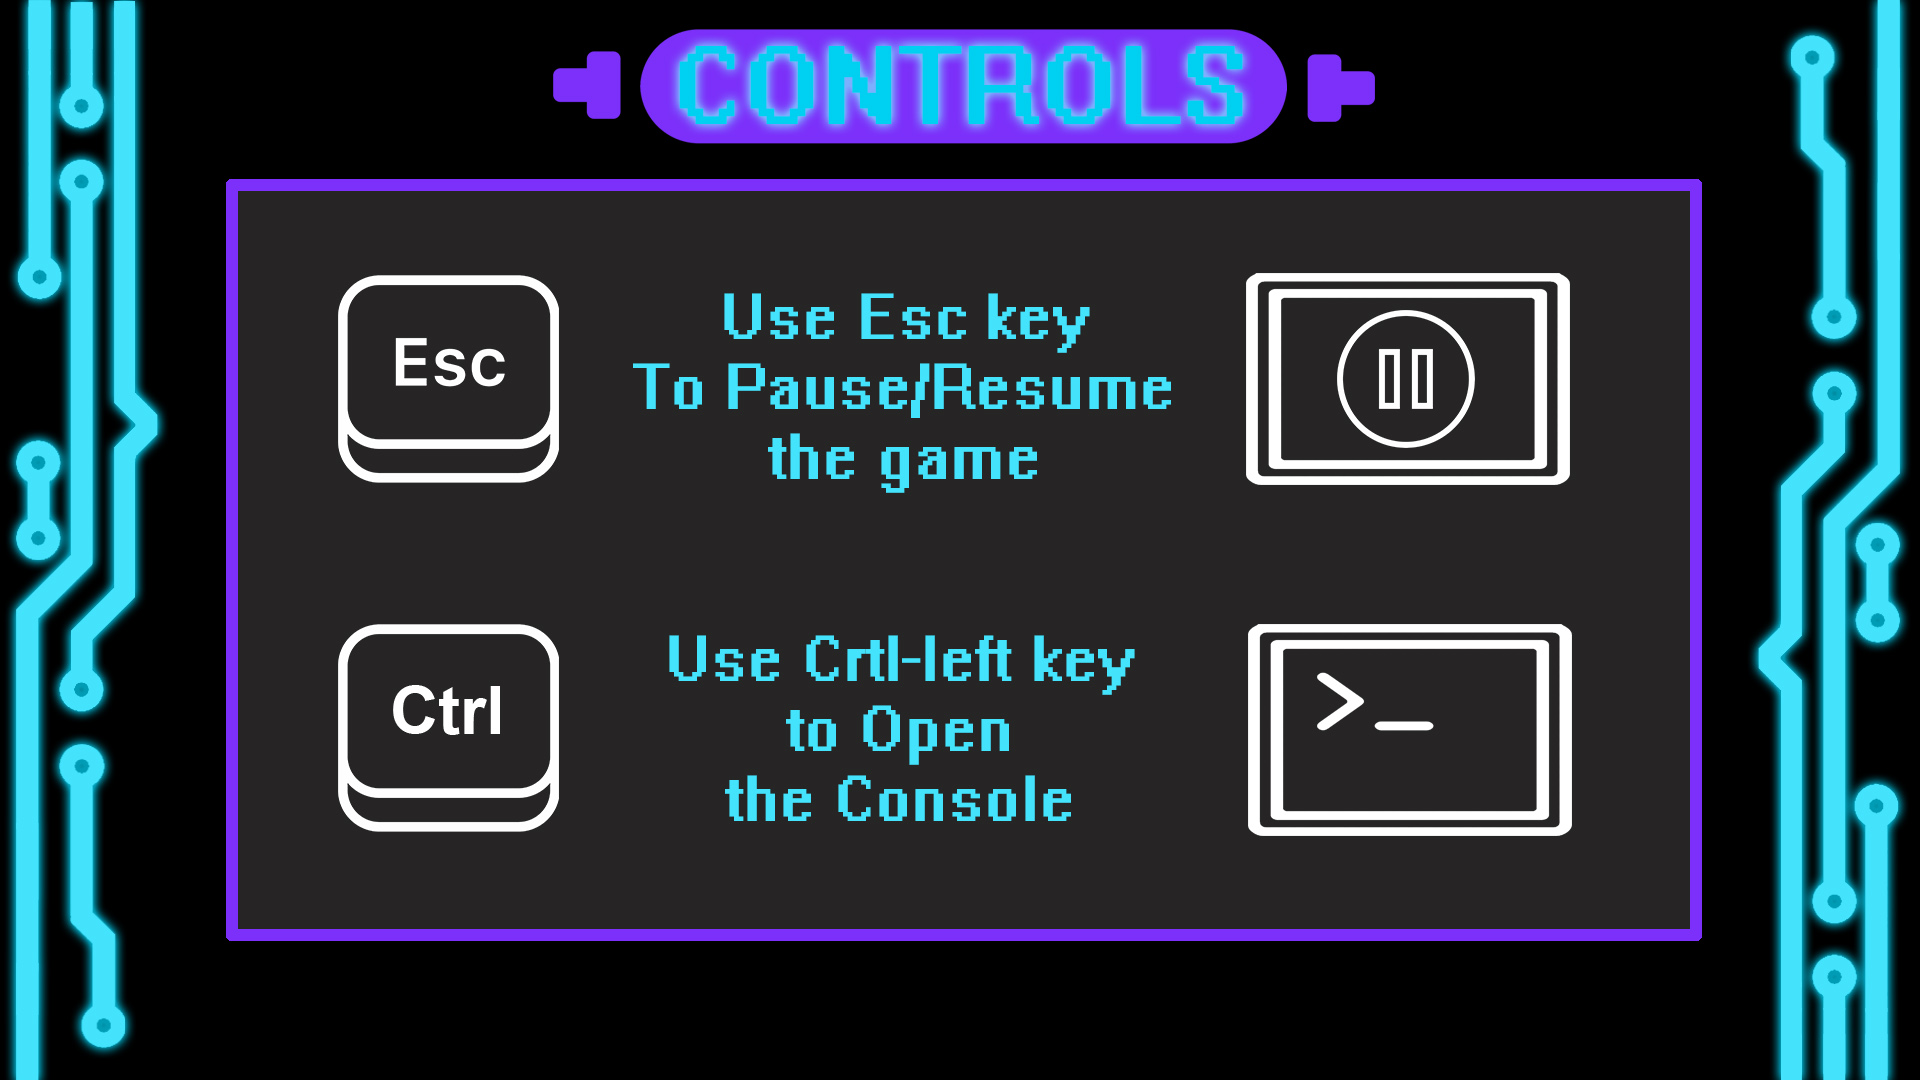 CONTROLS
Esc
Use Esc key
To Pause/Resume
the game
Ctrl
Use Crtl-left key
to Open
the Console
>_